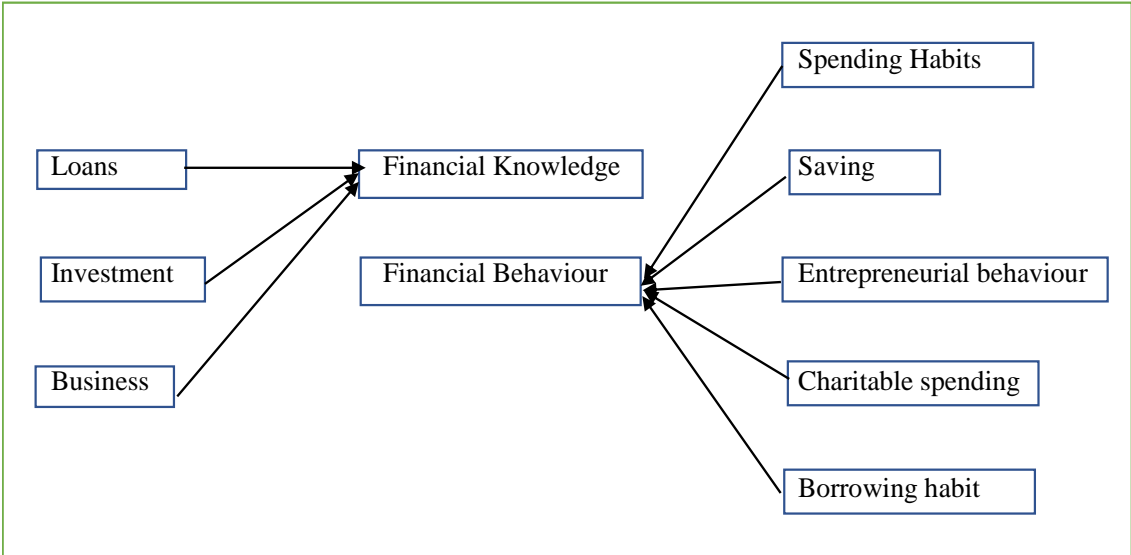 Spending Habits
Loans
Financial Knowledge
Saving
Investment
Financial Behaviour
Entrepreneurial behaviour
Business
Charitable spending
Borrowing habit